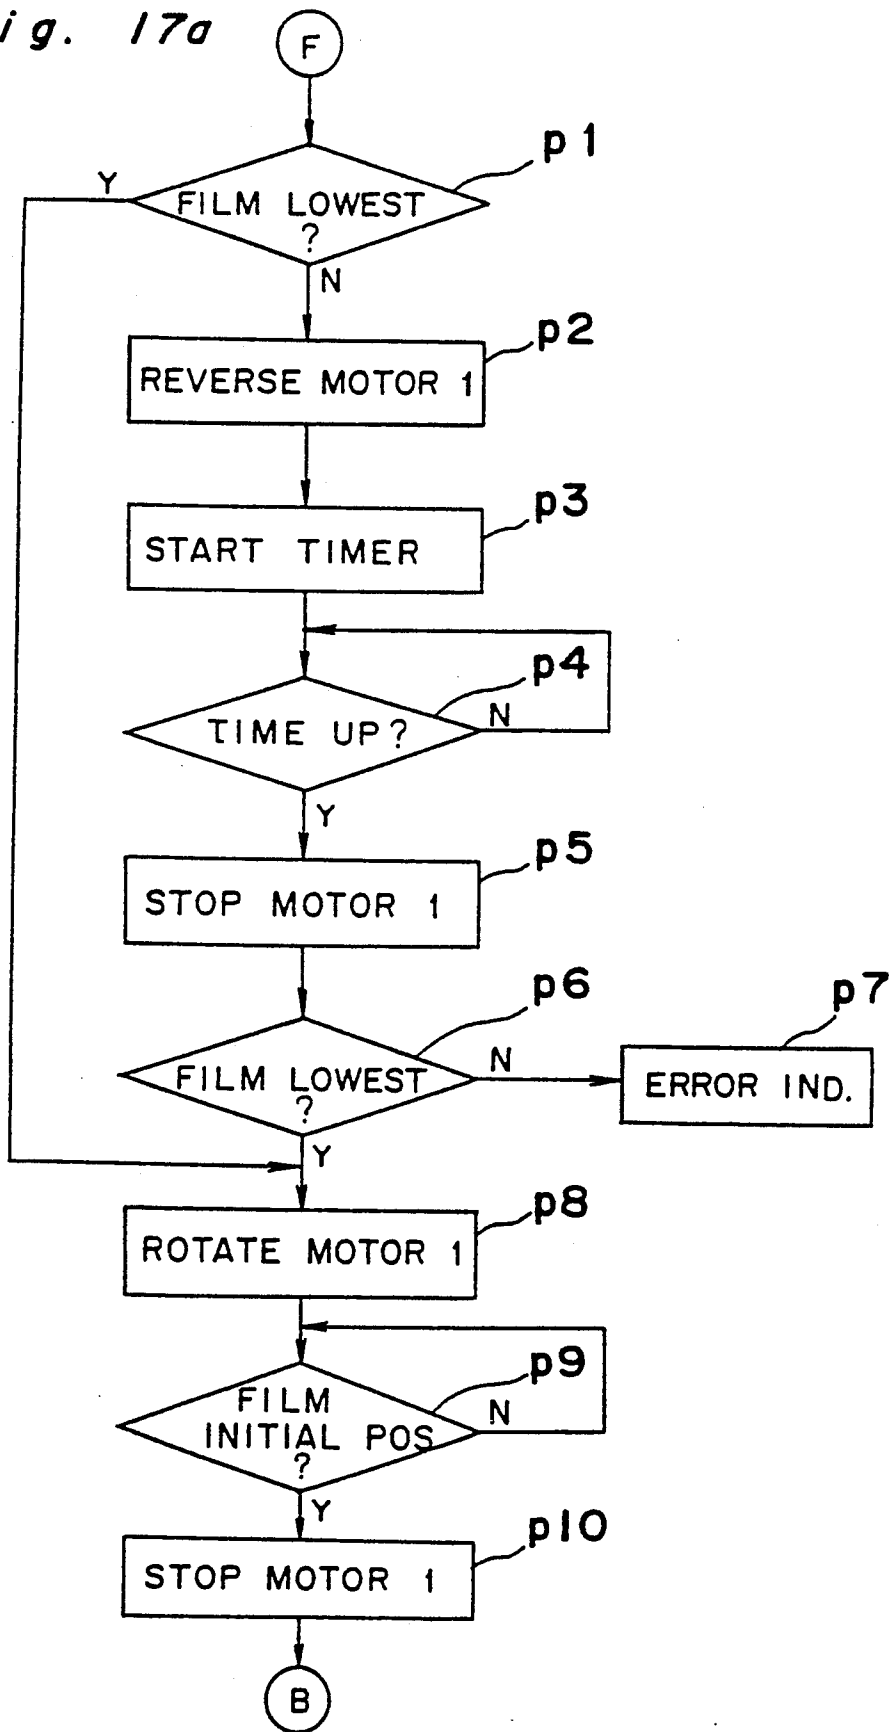 ig. 17a
F
p1
Y
FILM LOWEST
?
N
p2
REVERSE MOTOR 1
p3
START TIMER
p4
TIME UP?
N
Y
p5
STOP MOTOR 1
p6
p7
FILM LOWEST
?
N
ERROR IND.
Y
p8
ROTATE MOTOR 1
p9
FILM
INITIAL POS
?
N
Y
p10
STOP MOTOR 1
B